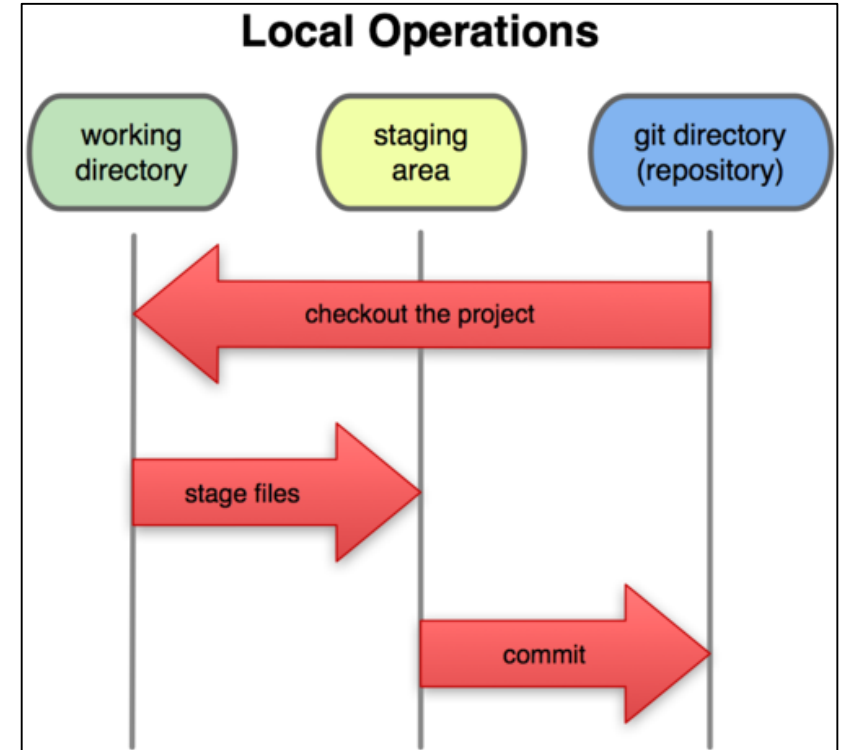 Local Operations
working
directory
staging
area
git directory
(repository)
checkout the project
stage files
commit